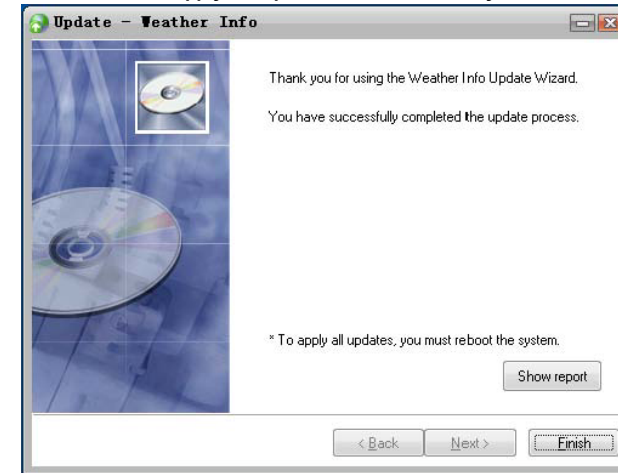 Update - Weather Info
Thank you for using the Weather Info Update Wizard.
You have successfully completed the update process.
* To apply all updates, you must reboot the system.
Show report
< Back
Next >
Finish